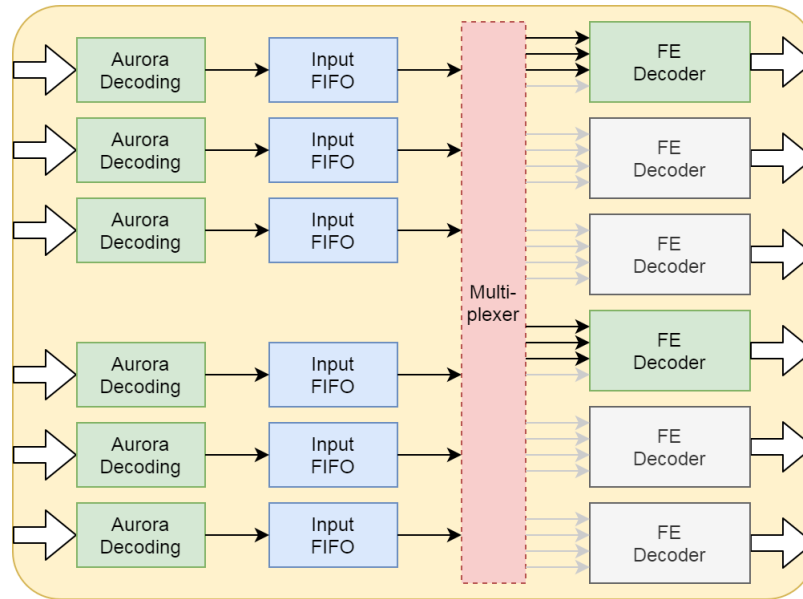 Aurora
Decoding
Input
FIFO
FE
Decoder
Aurora
Decoding
Input
FIFO
FE
Decoder
Aurora
Decoding
Input
FIFO
FE
Decoder
Multi-
plexer
Aurora
Decoding
Input
FIFO
FE
Decoder
Aurora
Decoding
Input
FIFO
FE
Decoder
Aurora
Decoding
Input
FIFO
FE
Decoder